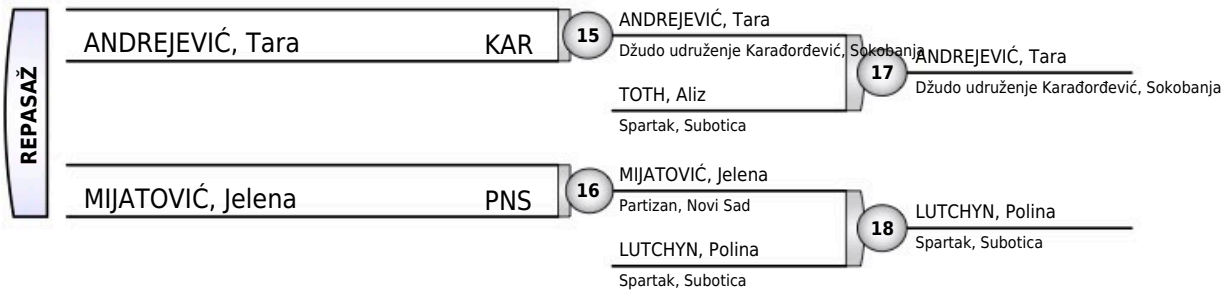 REPASAŽ
ANDREJEVIĆ, Tara KAR
15
ANDREJEVIĆ, Tara
Džudo udruženje Karađorđević, Sokobanja
TOTH, Aliz
Spartak, Subotica
17
ANDREJEVIĆ, Tara
Džudo udruženje Karađorđević, Sokobanja
MIJATOVIĆ, Jelena PNS
16
MIJATOVIĆ, Jelena
Partizan, Novi Sad
LUTCHYN, Polina
Spartak, Subotica
18
LUTCHYN, Polina
Spartak, Subotica